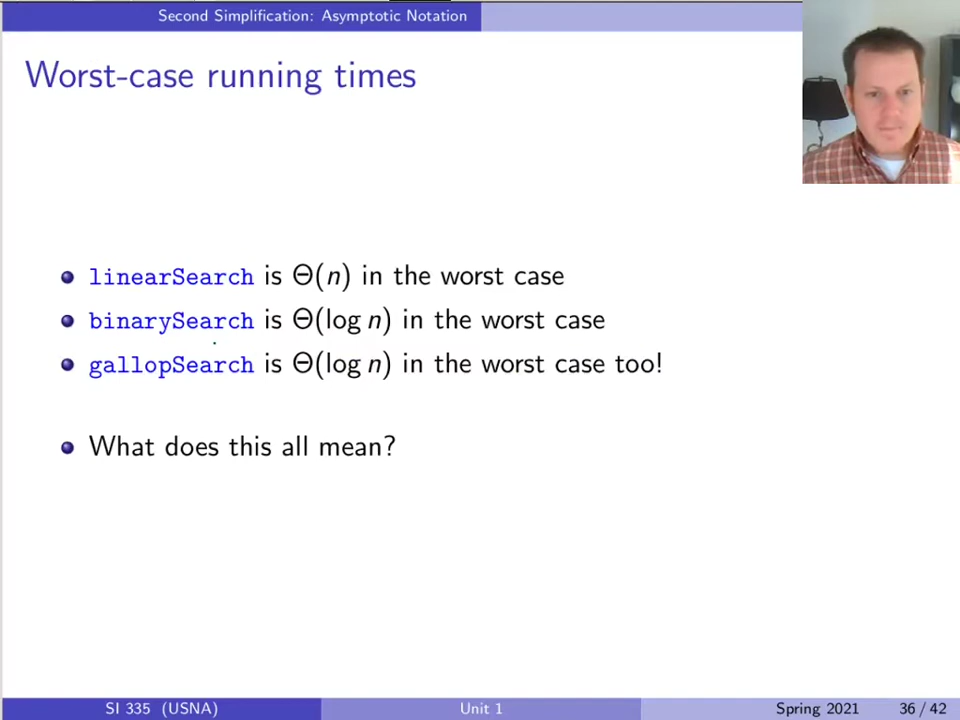 Second Simplification: Asymptotic Notation
Worst-case running times
linearSearch is Θ(n) in the worst case
binarySearch is Θ(log n) in the worst case
gallopSearch is Θ(log n) in the worst case too!
What does this all mean?
SI 335 (USNA) Unit 1 Spring 2021 36 / 42